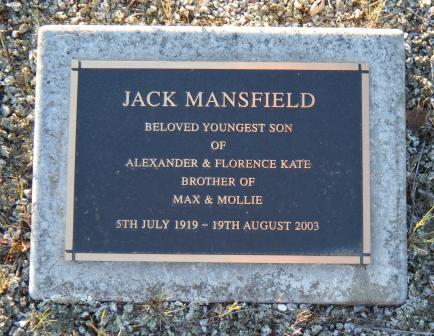 JACK MANSFIELD
BELOVED YOUNGEST SON
OF
ALEXANDER & FLORENCE KATE
BROTHER OF
MAX & MOLLIE
5TH JULY 1919 - 19TH AUGUST 2003